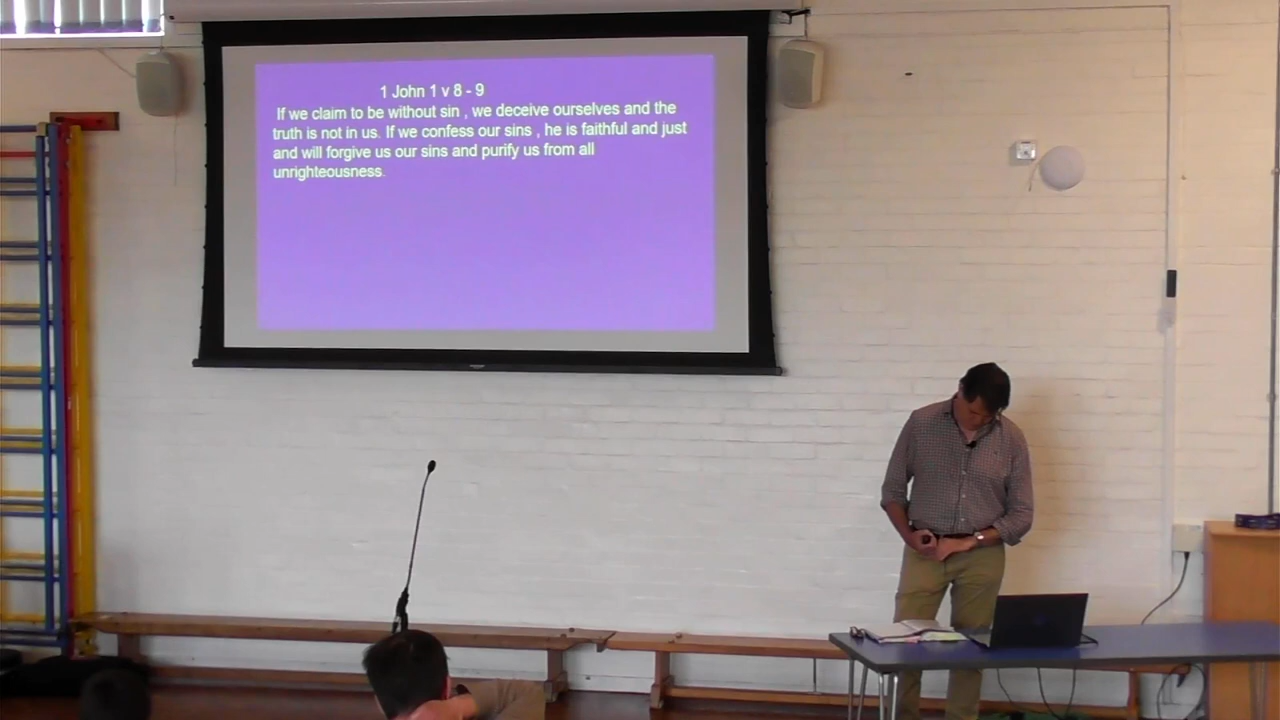 1 John 1 v 8 - 9
If we claim to be without sin , we deceive ourselves and the
truth is not in us. If we confess our sins , he is faithful and just
and will forgive us our sins and purify us from all
unrighteousness.